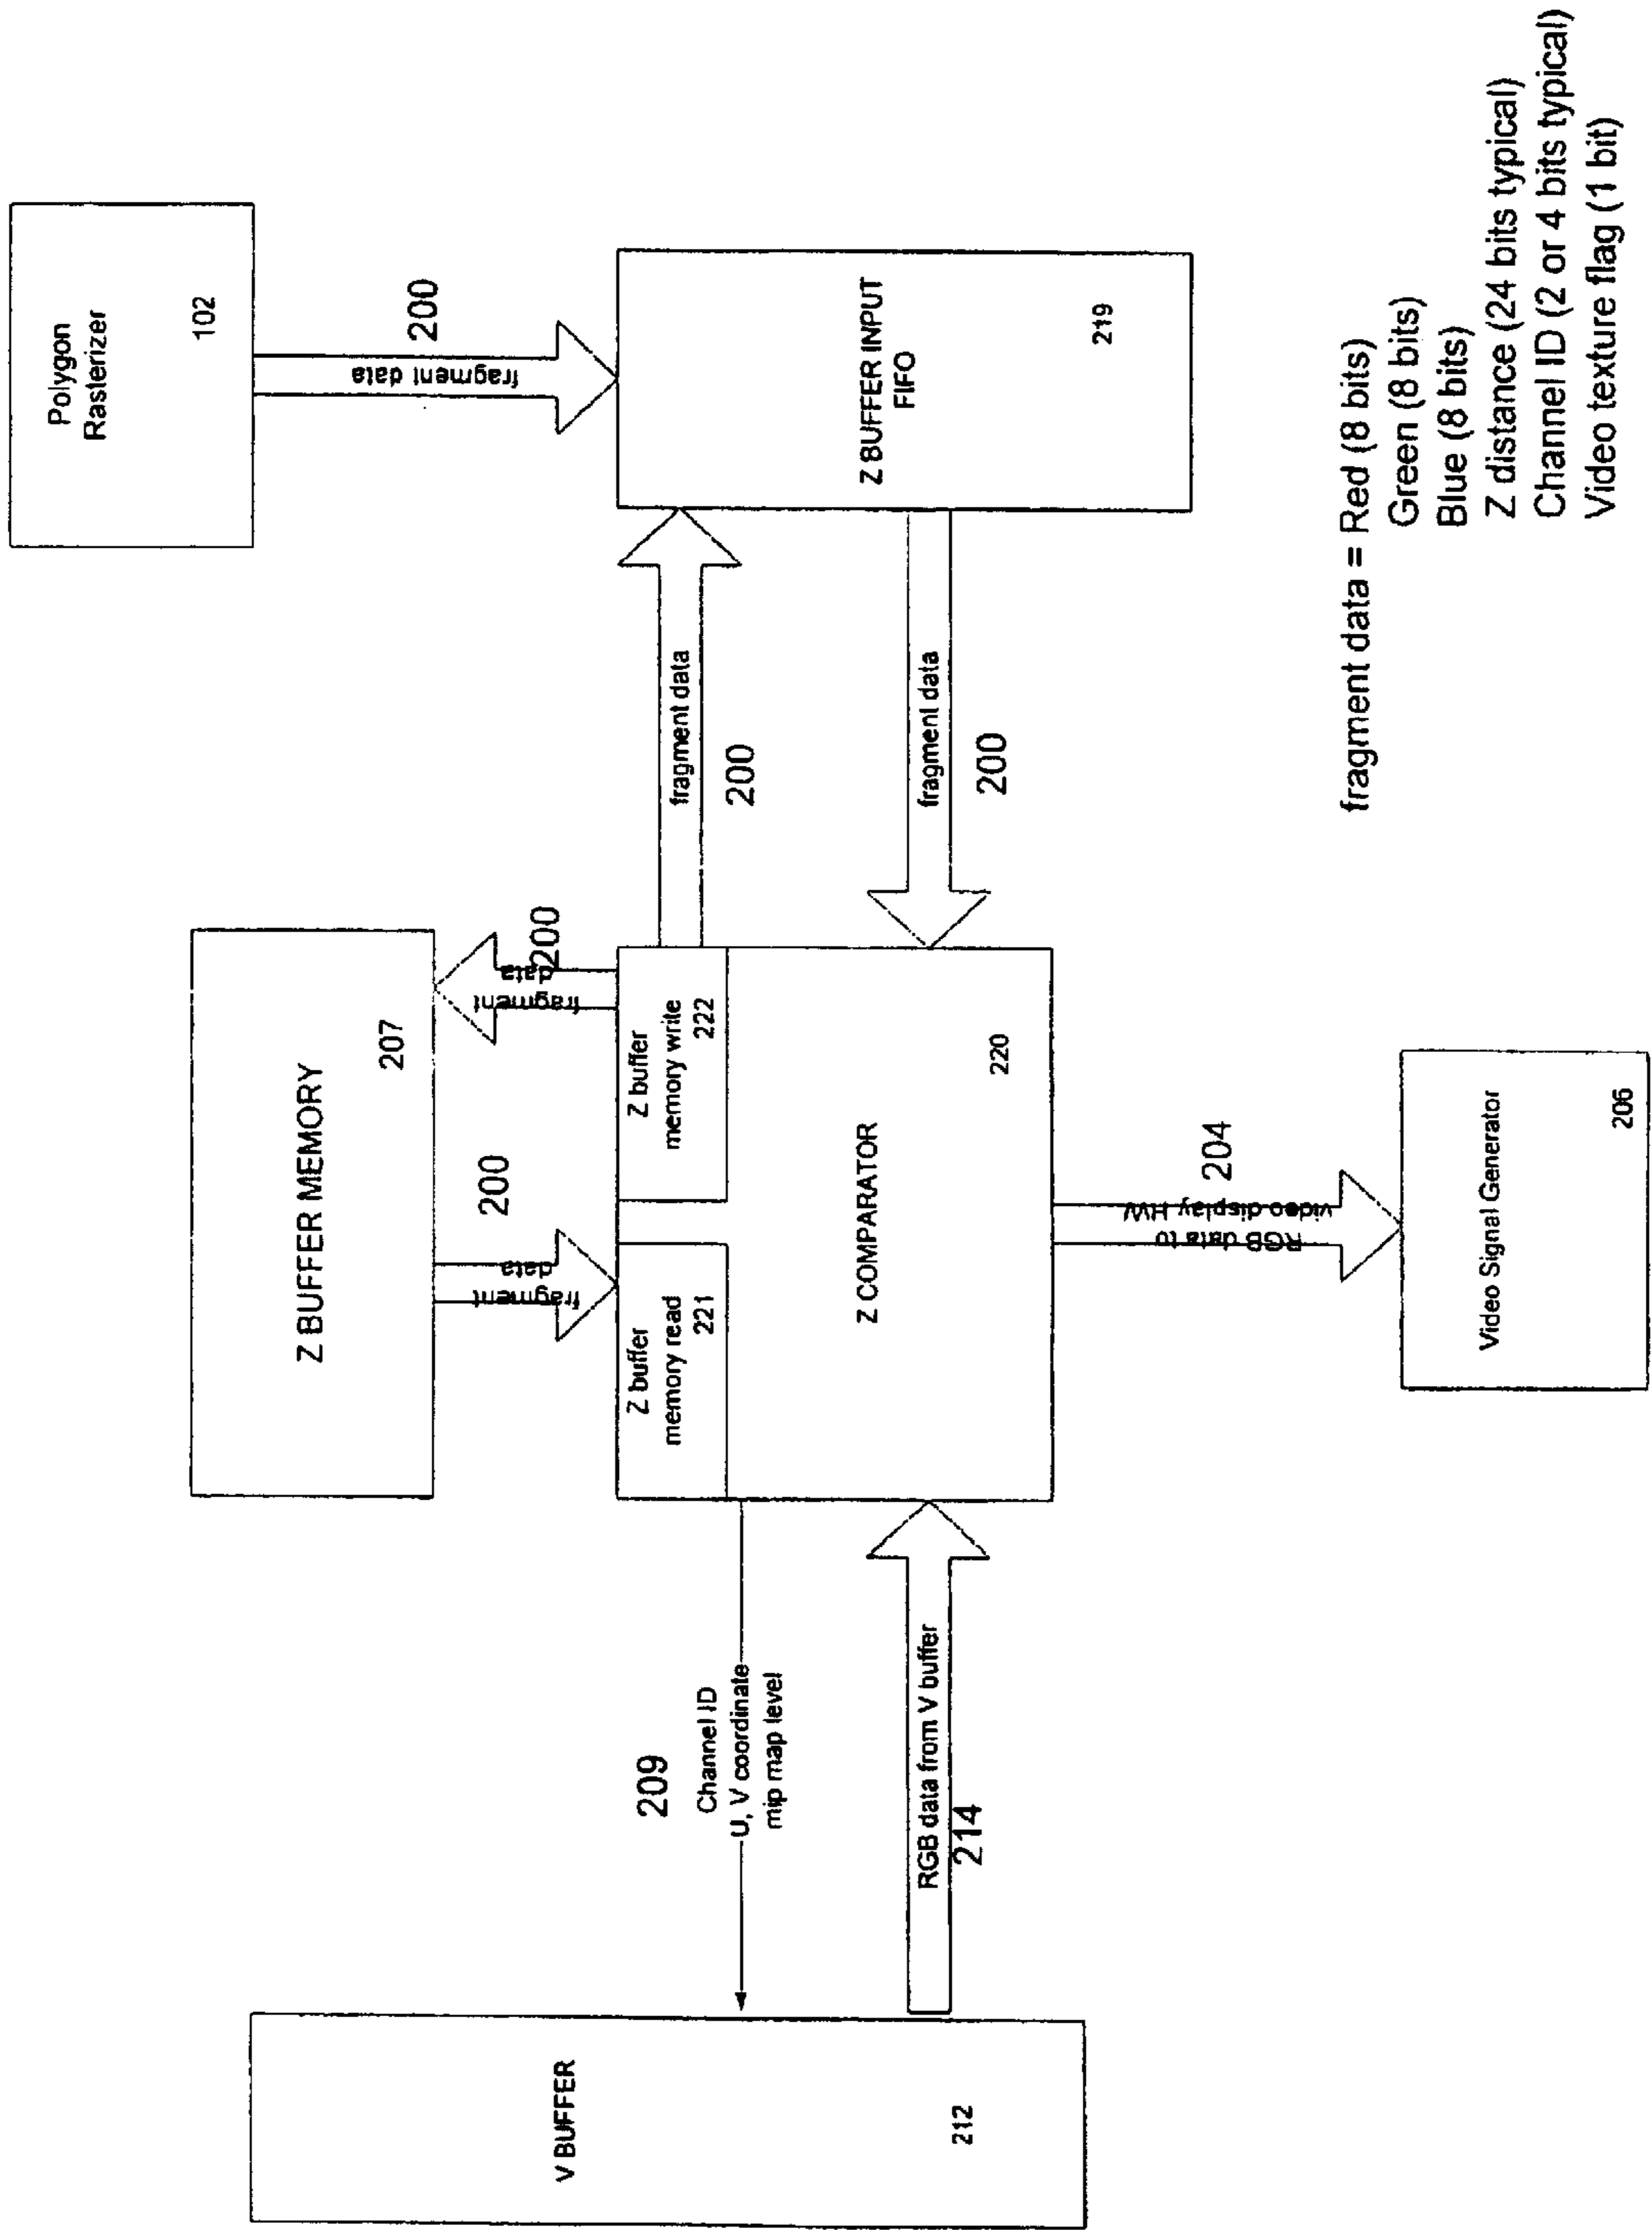 V BUFFER
212
209
Channel ID
U, V coordinate
mip map level
RGB data from V buffer
214
Z BUFFER MEMORY
207
200
fragment
data
200
fragment
data
Z buffer
memory read
221
Z buffer
memory write
222
Z COMPARATOR
220
204
RGB data to
video display HW
Video Signal Generator
206
fragment data
200
fragment data
200
Polygon
Rasterizer
102
200
fragment data
Z BUFFER INPUT
FIFO
219
fragment data = Red (8 bits)
Green (8 bits)
Blue (8 bits)
Z distance (24 bits typical)
Channel ID (2 or 4 bits typical)
Video texture flag (1 bit)